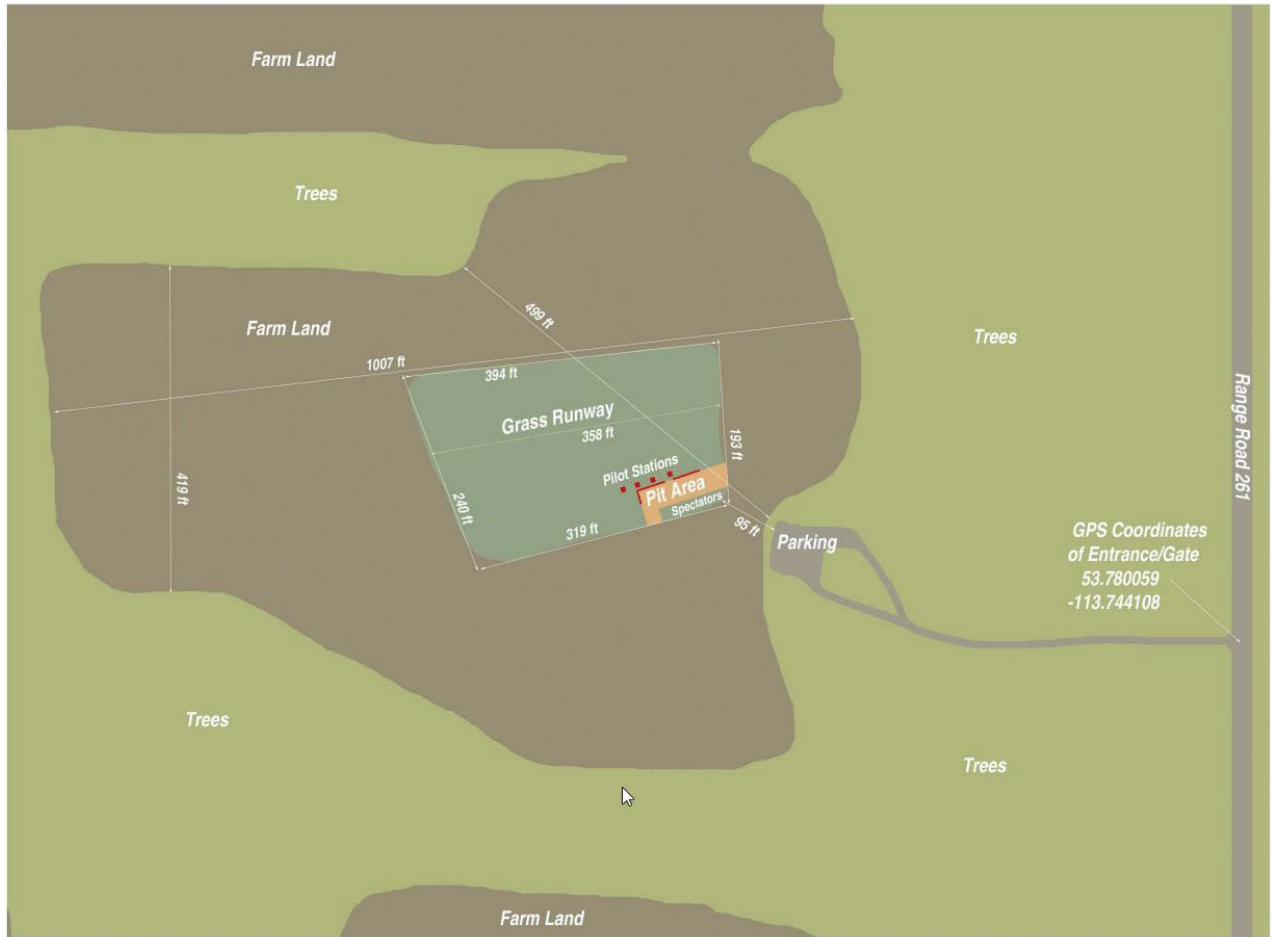 Farm Land
Trees
499 ft
Farm Land
Trees
1007 ft
394 ft
Grass Runway
358 ft
193 ft
Range Road 261
419 ft
Pilot Stations
Pit Area
Spectators
240 ft
319 ft
95 ft
Parking
GPS Coordinates
of Entrance/Gate
53.780059
-113.744108
Trees
Trees
Farm Land